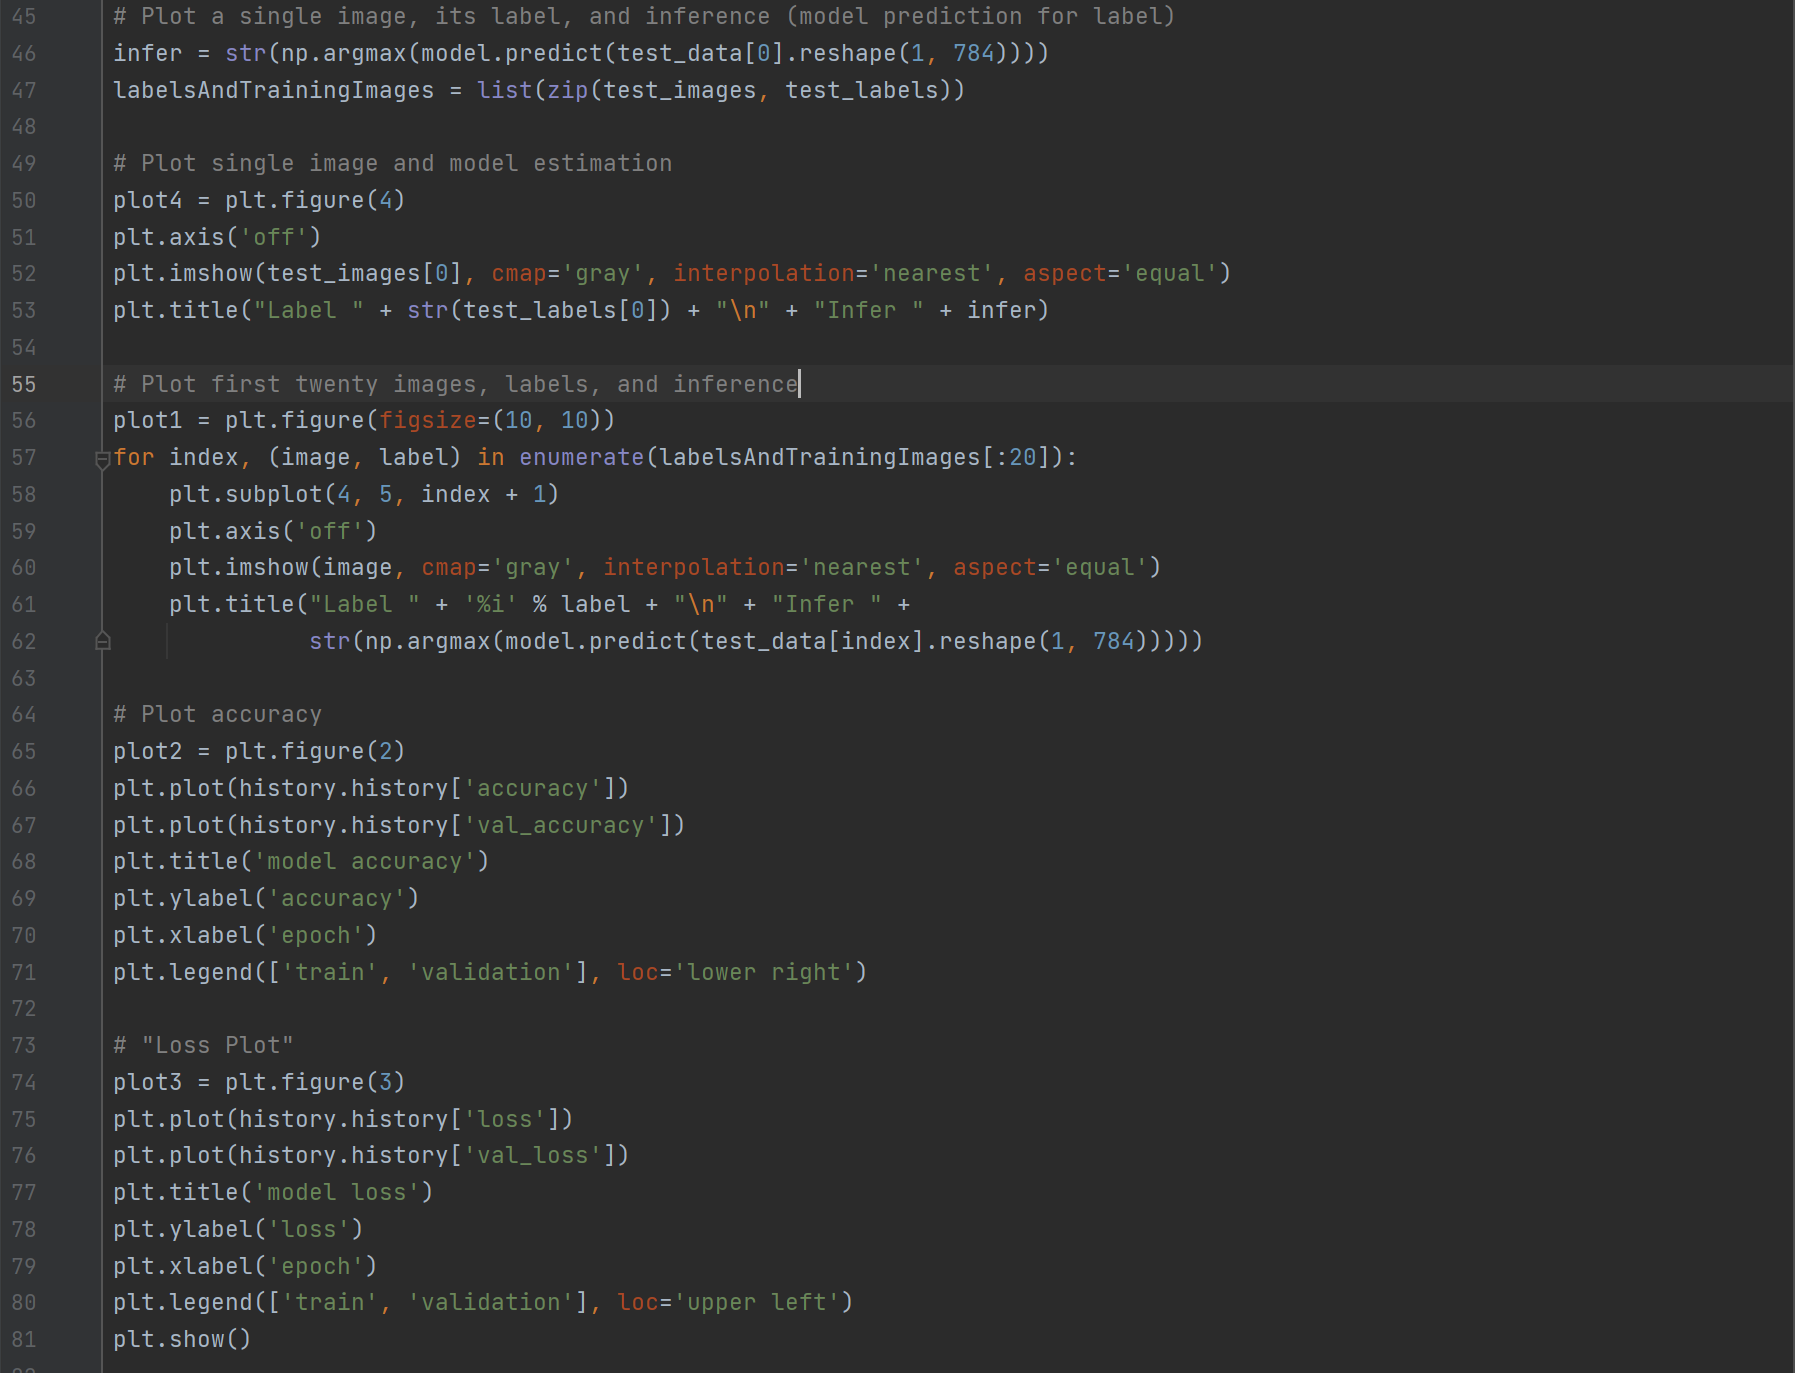 45 # Plot a single image, its label, and inference (model prediction for label)
46 infer = str(np.argmax(model.predict(test_data[0].reshape(1, 784))))
47 labelsAndTrainingImages = list(zip(test_images, test_labels))
48
49 # Plot single image and model estimation
50 plot4 = plt.figure(4)
51 plt.axis('off')
52 plt.imshow(test_images[0], cmap='gray', interpolation='nearest', aspect='equal')
53 plt.title("Label " + str(test_labels[0]) + "\n" + "Infer " + infer)
54
55 # Plot first twenty images, labels, and inference
56 plot1 = plt.figure(figsize=(10, 10))
57 for index, (image, label) in enumerate(labelsAndTrainingImages[:20]):
58     plt.subplot(4, 5, index + 1)
59     plt.axis('off')
60     plt.imshow(image, cmap='gray', interpolation='nearest', aspect='equal')
61     plt.title("Label " + '%i' % label + "\n" + "Infer " +
62               str(np.argmax(model.predict(test_data[index].reshape(1, 784)))))
63
64 # Plot accuracy
65 plot2 = plt.figure(2)
66 plt.plot(history.history['accuracy'])
67 plt.plot(history.history['val_accuracy'])
68 plt.title('model accuracy')
69 plt.ylabel('accuracy')
70 plt.xlabel('epoch')
71 plt.legend(['train', 'validation'], loc='lower right')
72
73 # "Loss Plot"
74 plot3 = plt.figure(3)
75 plt.plot(history.history['loss'])
76 plt.plot(history.history['val_loss'])
77 plt.title('model loss')
78 plt.ylabel('loss')
79 plt.xlabel('epoch')
80 plt.legend(['train', 'validation'], loc='upper left')
81 plt.show()